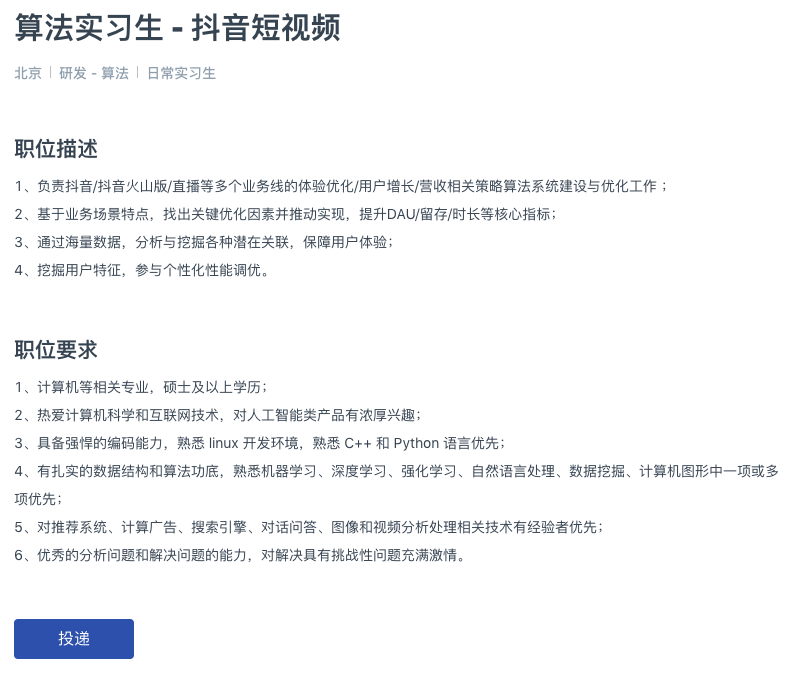 算法实习生 - 抖音短视频
北京 | 研发 - 算法 | 日常实习生
职位描述
1、负责抖音/抖音火山版/直播等多个业务线的体验优化/用户增长/营收相关策略算法系统建设与优化工作；
2、基于业务场景特点，找出关键优化因素并推动实现，提升DAU/留存/时长等核心指标；
3、通过海量数据，分析与挖掘各种潜在关联，保障用户体验；
4、挖掘用户特征，参与个性化性能调优。
职位要求
1、计算机等相关专业，硕士及以上学历；
2、热爱计算机科学和互联网技术，对人工智能类产品有浓厚兴趣；
3、具备强悍的编码能力，熟悉 linux 开发环境，熟悉 C++ 和 Python 语言优先；
4、有扎实的数据结构和算法功底，熟悉机器学习、深度学习、强化学习、自然语言处理、数据挖掘、计算机图形中一项或多
项优先；
5、对推荐系统、计算广告、搜索引擎、对话问答、图像和视频分析处理相关技术有经验者优先；
6、优秀的分析问题和解决问题的能力，对解决具有挑战性问题充满激情。
投递